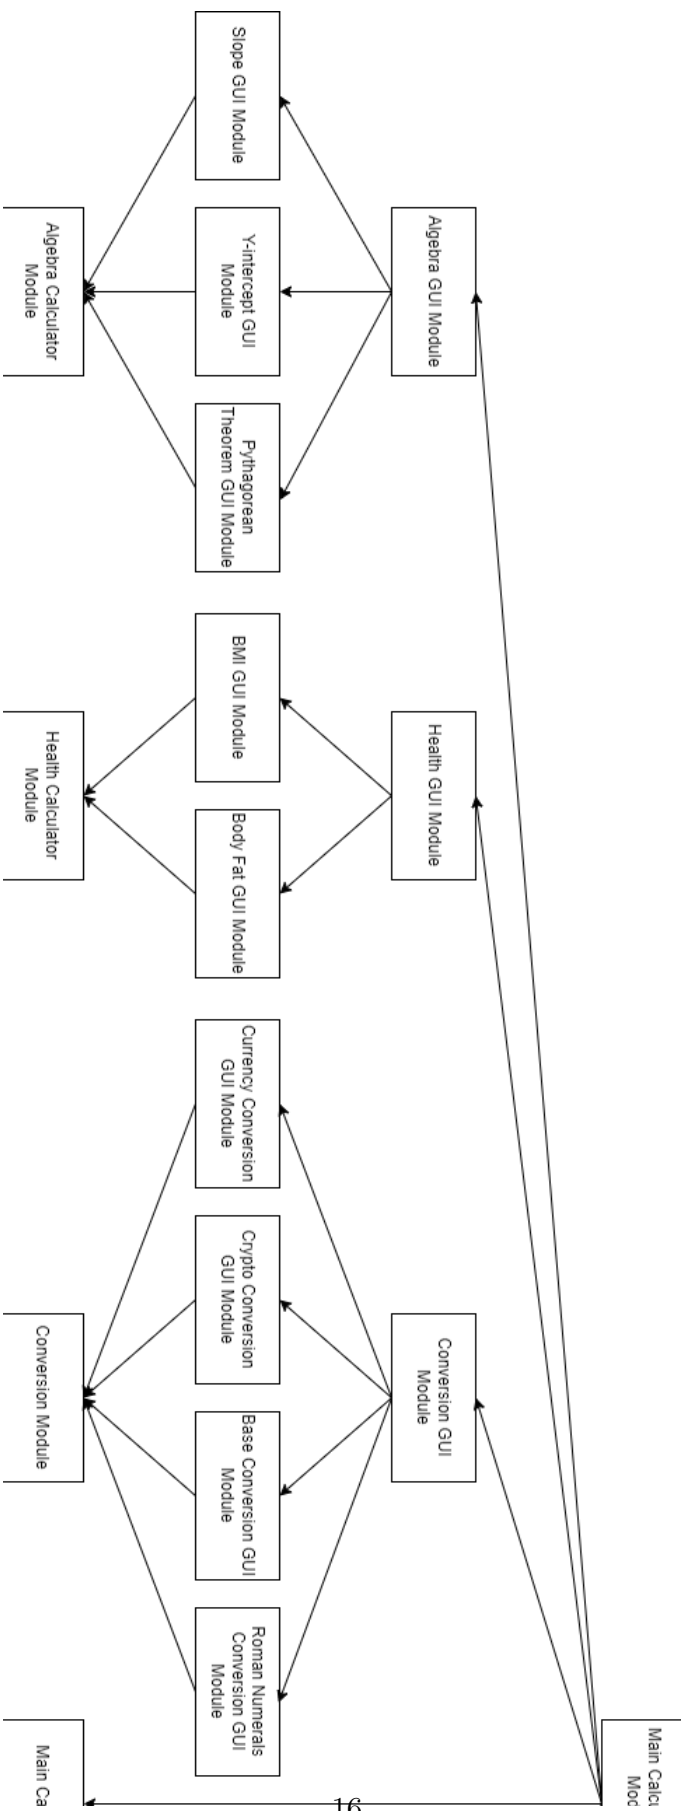 Slope GUI Module
Algebra GUI Module
Y-intercept GUI
Module
Algebra Calculator
Module
Pythagorean
Theorem GUI Module
BMI GUI Module
Health GUI Module
Health Calculator
Module
Body Fat GUI Module
Currency Conversion
GUI Module
Crypto Conversion
GUI Module
Conversion GUI
Module
Conversion Module
Base Conversion GUI
Module
Roman Numerals
Conversion GUI
Module
Main Calcu
Mod
Main Ca
16